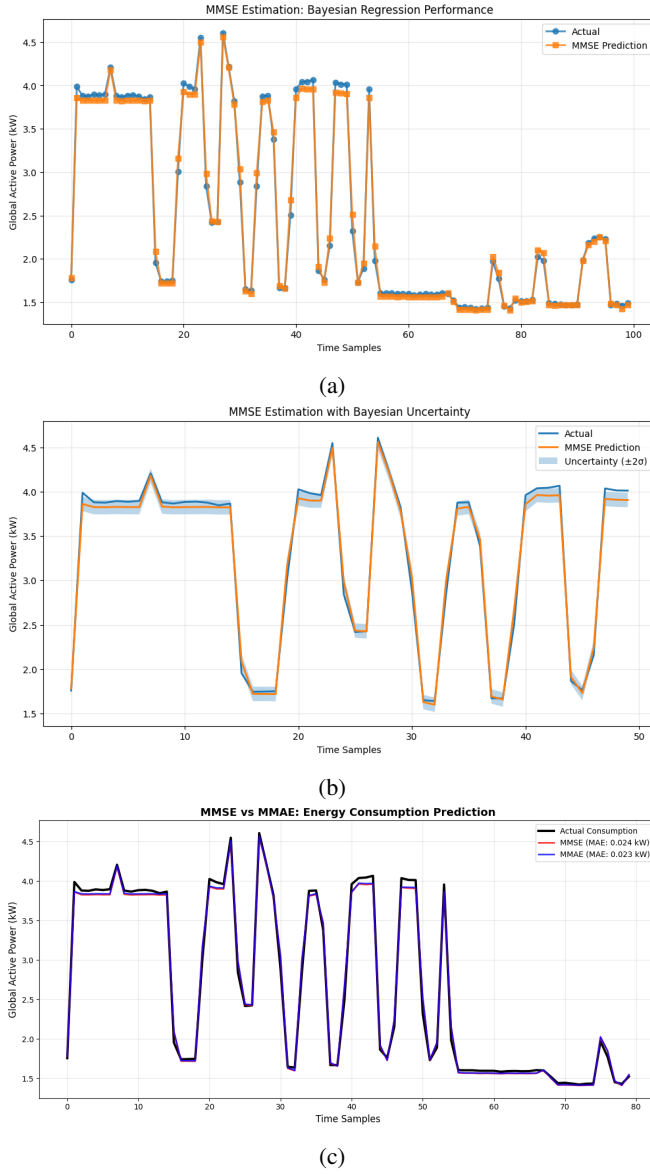 MMSE Estimation: Bayesian Regression Performance
Actual
MMSE Prediction
Global Active Power (kW)
4.5
4.0
3.5
3.0
2.5
2.0
1.5
0 20 40 60 80 100
Time Samples
(a)
MMSE Estimation with Bayesian Uncertainty
Actual
MMSE Prediction
Uncertainty (±2σ)
Global Active Power (kW)
4.5
4.0
3.5
3.0
2.5
2.0
1.5
0 10 20 30 40 50
Time Samples
(b)
MMSE vs MMAE: Energy Consumption Prediction
Actual Consumption
MMSE (MAE: 0.024 kW)
MMAE (MAE: 0.023 kW)
Global Active Power (kW)
4.5
4.0
3.5
3.0
2.5
2.0
1.5
0 10 20 30 40 50 60 70 80
Time Samples
(c)